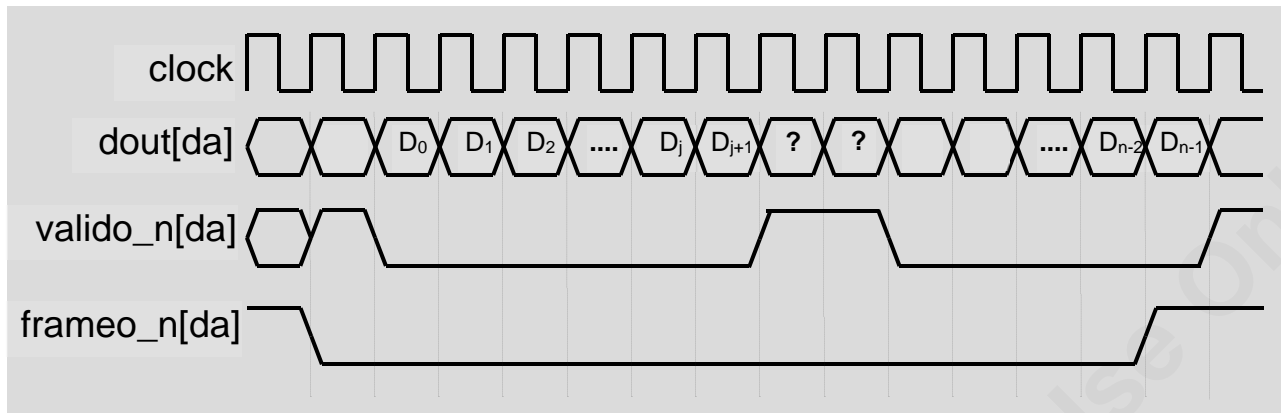 clock
dout[da] D0 D1 D2 .... Dj Dj+1 ? ? .... Dn-2 Dn-1
valido_n[da]
frameo_n[da]